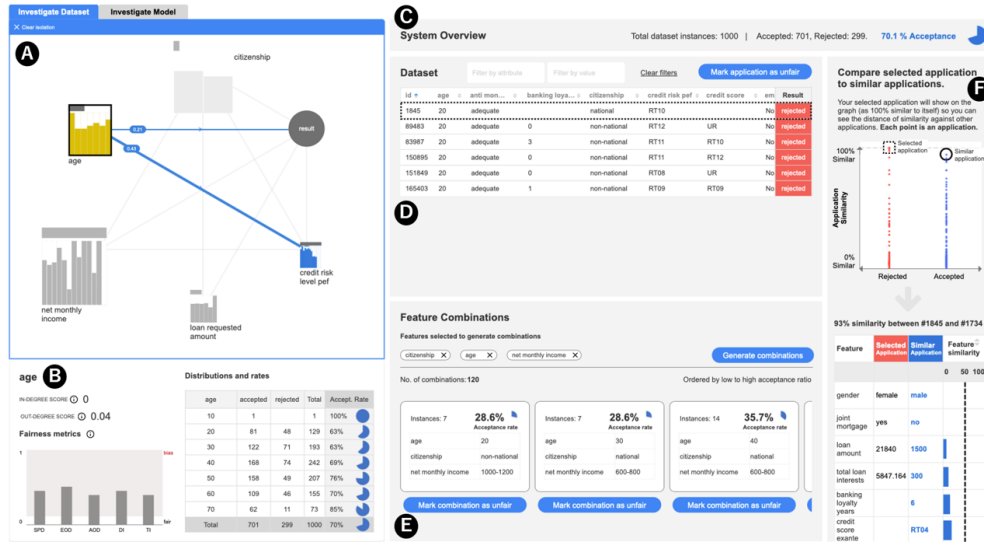 Investigate Dataset
Investigate Model
Clear isolation
A
citizenship
0.21
result
age
0.43
credit risk
level pef
net monthly
income
loan requested
amount
age B
IN-DEGREE SCORE 0
OUT-DEGREE SCORE 0.04
Fairness metrics
1
bias
0
fair
SPD EOD AOD DI TI
Distributions and rates
age accepted rejected Total Accept. Rate
10 1 1 100%
20 81 48 129 63%
30 122 71 193 63%
40 168 74 242 69%
50 158 49 207 76%
60 109 46 155 70%
70 62 11 73 85%
Total 701 299 1000 70%
C
System Overview
Total dataset instances: 1000 | Accepted: 701, Rejected: 299. 70.1 % Acceptance
Dataset
Filter by attribute
Filter by value
Clear filters
Mark application as unfair
id age anti mon... banking loya... citizenship credit risk pef credit score em Result
1845 20 adequate national RT10 No rejected
89483 20 adequate 0 non-national RT12 UR No rejected
83987 20 adequate 3 non-national RT11 RT10 No rejected
150895 20 adequate non-national RT11 RT12 No rejected
151849 20 adequate 0 non-national RT08 UR No rejected
165403 20 adequate 1 non-national RT09 RT09 No rejected
D
Feature Combinations
Features selected to generate combinations
citizenship X
age X
net monthly income X
Generate combinations
No. of combinations:120
Ordered by low to high acceptance ratio
Instances: 7 28.6%
Acceptance rate
age 20
citizenship non-national
net monthly income 1000-1200
Mark combination as unfair
Instances: 7 28.6%
Acceptance rate
age 30
citizenship national
net monthly income 600-800
Mark combination as unfair
Instances: 14 35.7%
Acceptance rate
age 40
citizenship national
net monthly income 600-800
Mark combination as unfair
E
Compare selected application
to similar applications.
F
Your selected application will show on the
graph (as 100% similar to itself) so you can
see the distance of similarity against other
applications. Each point is an application.
100%
Similar
Selected
application
Similar
application
Application
Similarity
0%
Similar
Rejected
Accepted
93% similarity between #1845 and #1734
Feature Selected Application Similar Application Feature similarity
0 50 100
gender female male
joint mortgage yes no
loan amount 21840 1500
total loan interests 5847.164 300
banking loyalty years 6
credit score exante RT04